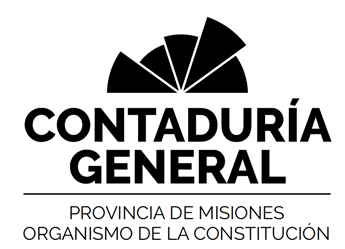 CONTADURÍA
GENERAL
PROVINCIA DE MISIONES
ORGANISMO DE LA CONSTITUCIÓN